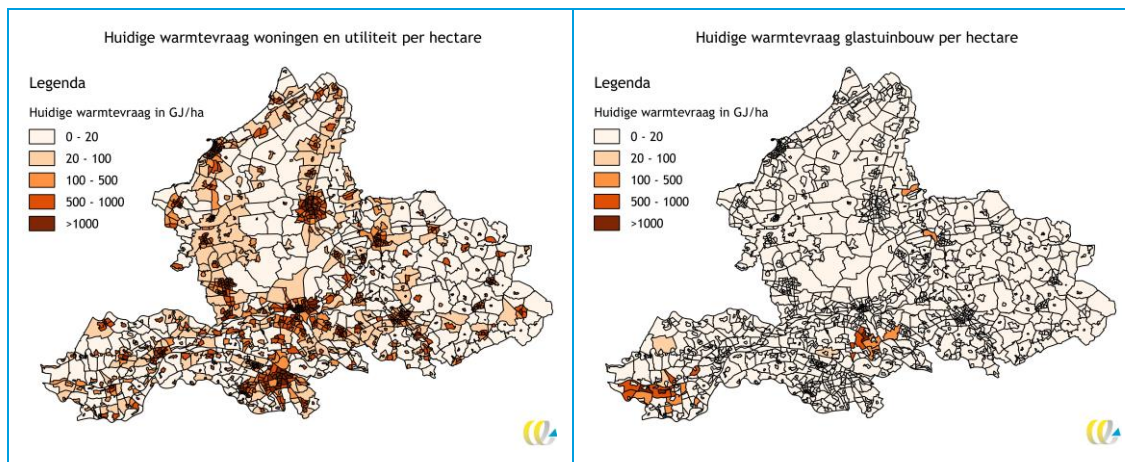 Huidige warmtevraag woningen en utiliteit per hectare
Legenda
Huidige warmtevraag in GJ/ha
0 - 20
20 - 100
100 - 500
500 - 1000
>1000
Huidige warmtevraag glastuinbouw per hectare
Legenda
Huidige warmtevraag in GJ/ha
0 - 20
20 - 100
100 - 500
500 - 1000
>1000